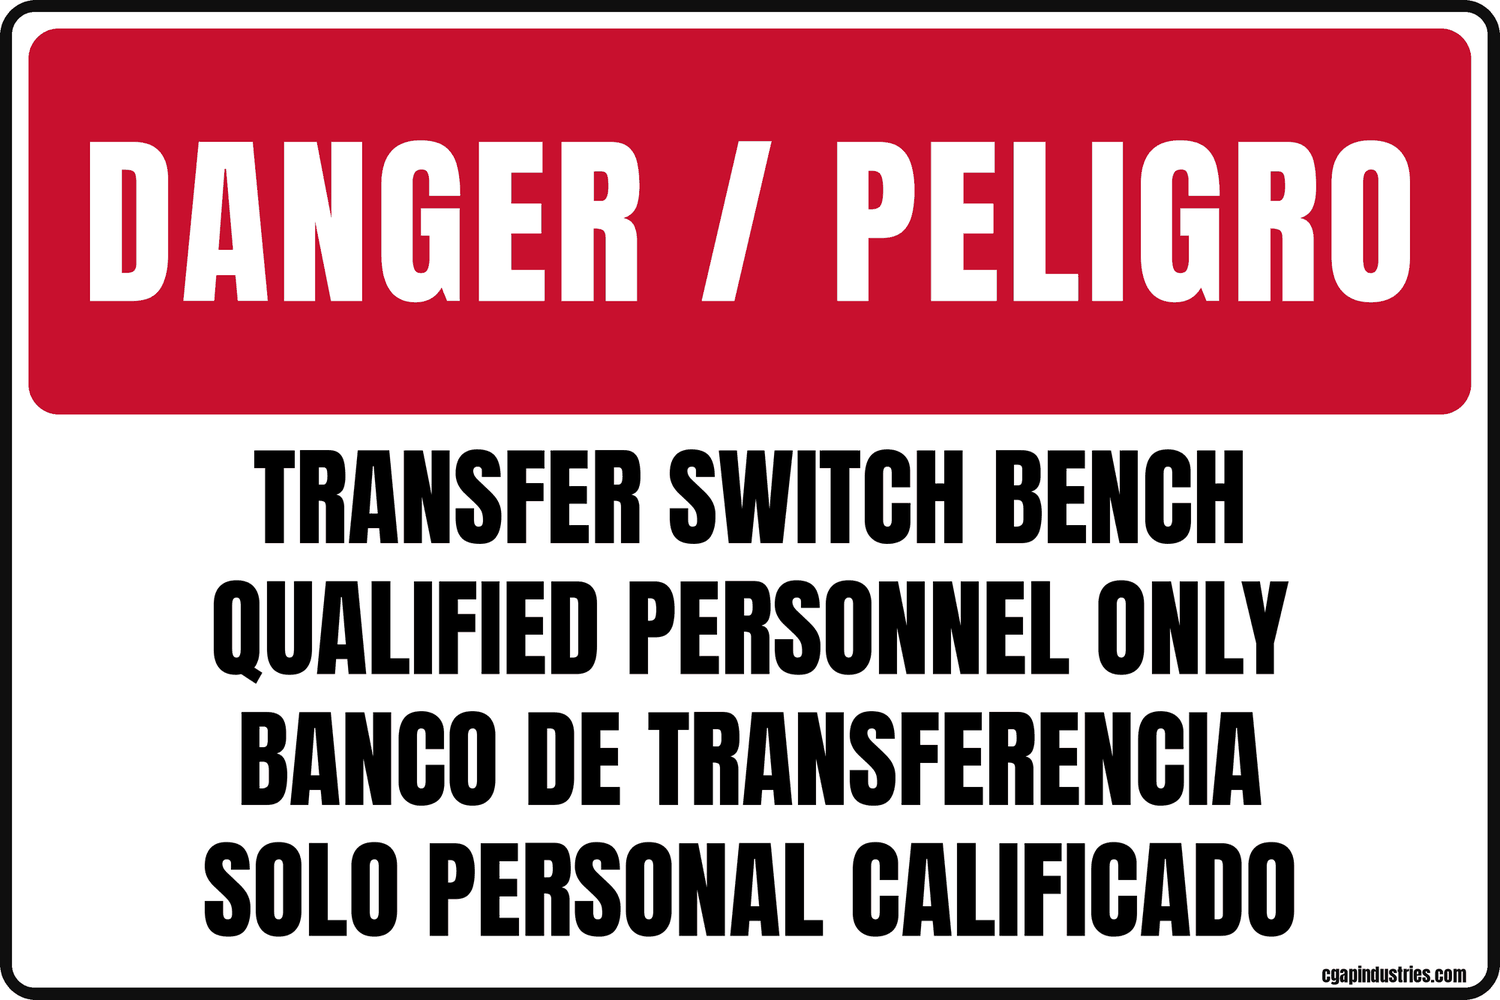 DANGER / PELIGRO
TRANSFER SWITCH BENCH
QUALIFIED PERSONNEL ONLY
BANCO DE TRANSFERENCIA
SOLO PERSONAL CALIFICADO
cgapindustries.com